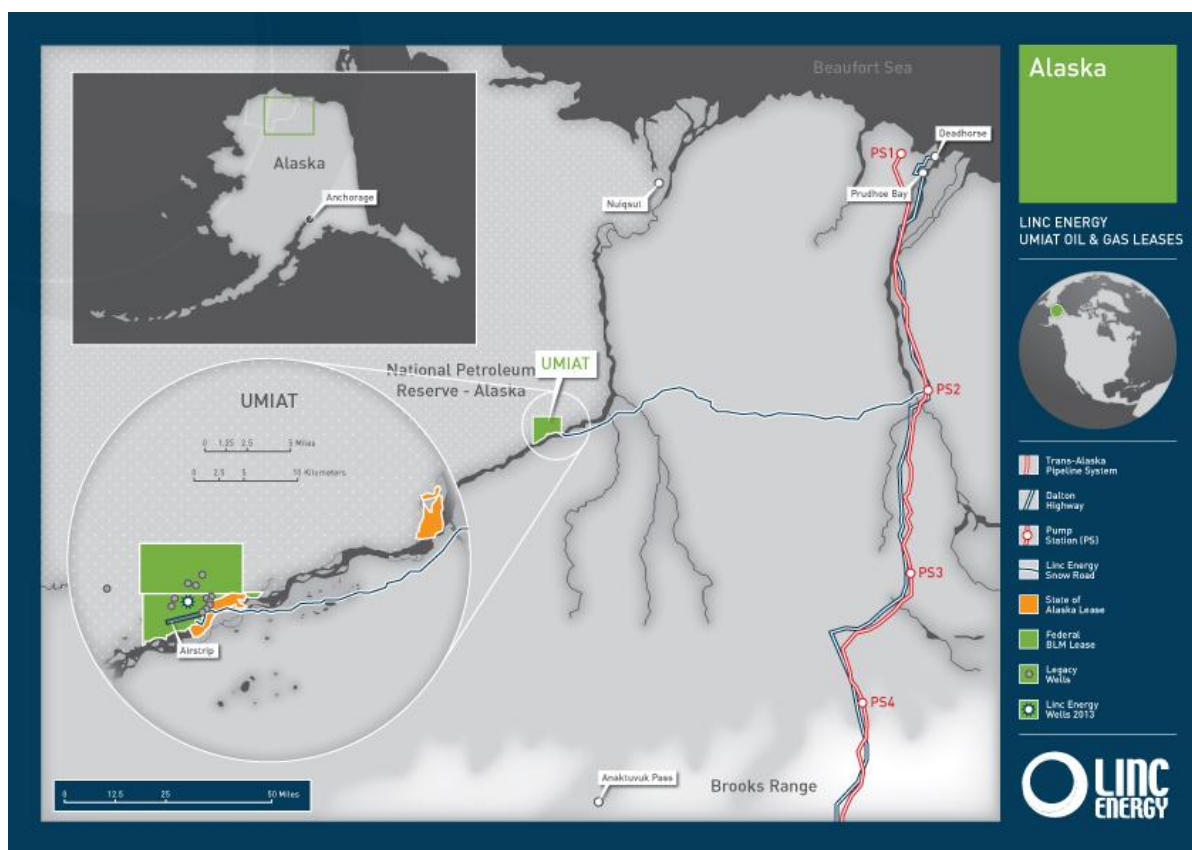 Beaufort Sea
Alaska
Anchorage
Nuiqsut
PS1
Deadhorse
Prudhoe Bay
National Petroleum
Reserve - Alaska
UMIAT
PS2
UMIAT
0 1.25 2.5 5 Miles
0 2.5 5 10 Kilometers
Airstrip
PS3
PS4
Anaktuvuk Pass
Brooks Range
0 12.5 25 50 Miles
Alaska
LINC ENERGY
UMIAT OIL & GAS LEASES
Trans-Alaska
Pipeline System
Dalton
Highway
Pump
Station (PS)
Linc Energy
Snow Road
State of
Alaska Lease
Federal
BLM Lease
Legacy
Wells
Linc Energy
Wells 2013
LINC
ENERGY